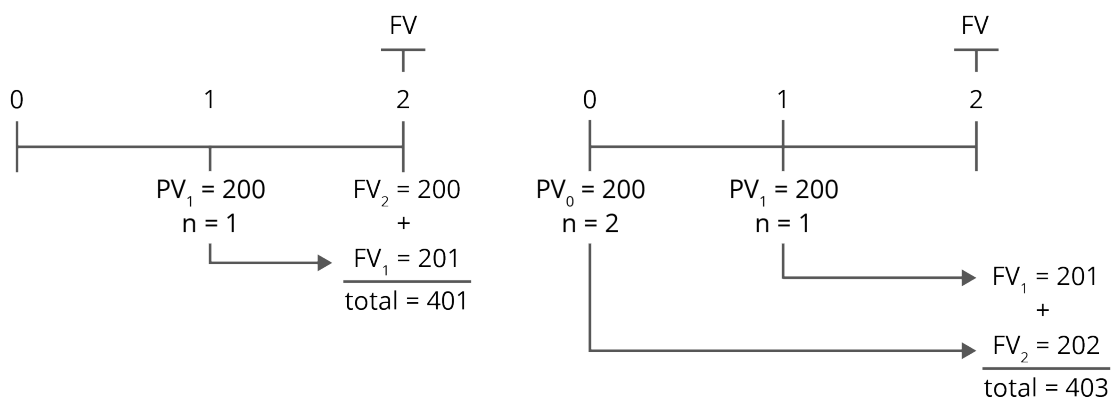 FV
0 1 2
PV₁ = 200 FV₂ = 200
n = 1 +
FV₁ = 201
total = 401
FV
0 1 2
PV₀ = 200 PV₁ = 200
n = 2 n = 1
FV₁ = 201
+
FV₂ = 202
total = 403